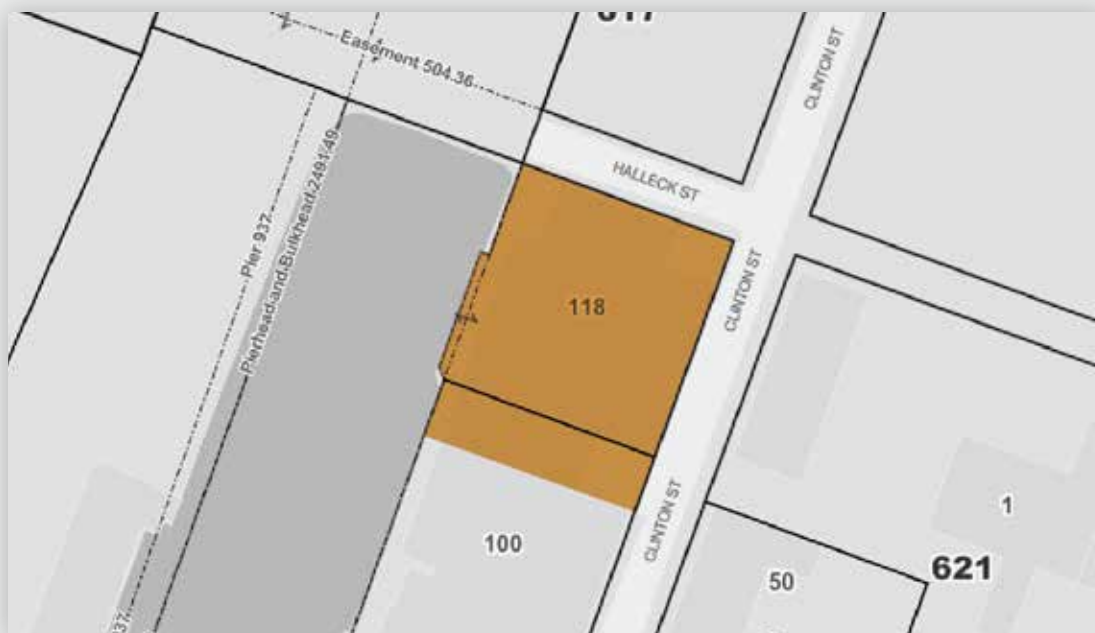 Easement 504.36
CLINTON ST
HALLECK ST
Pier 937
Pierhead and Bulkhead 2491.49
118
CLINTON ST
100
CLINTON ST
1
50
621